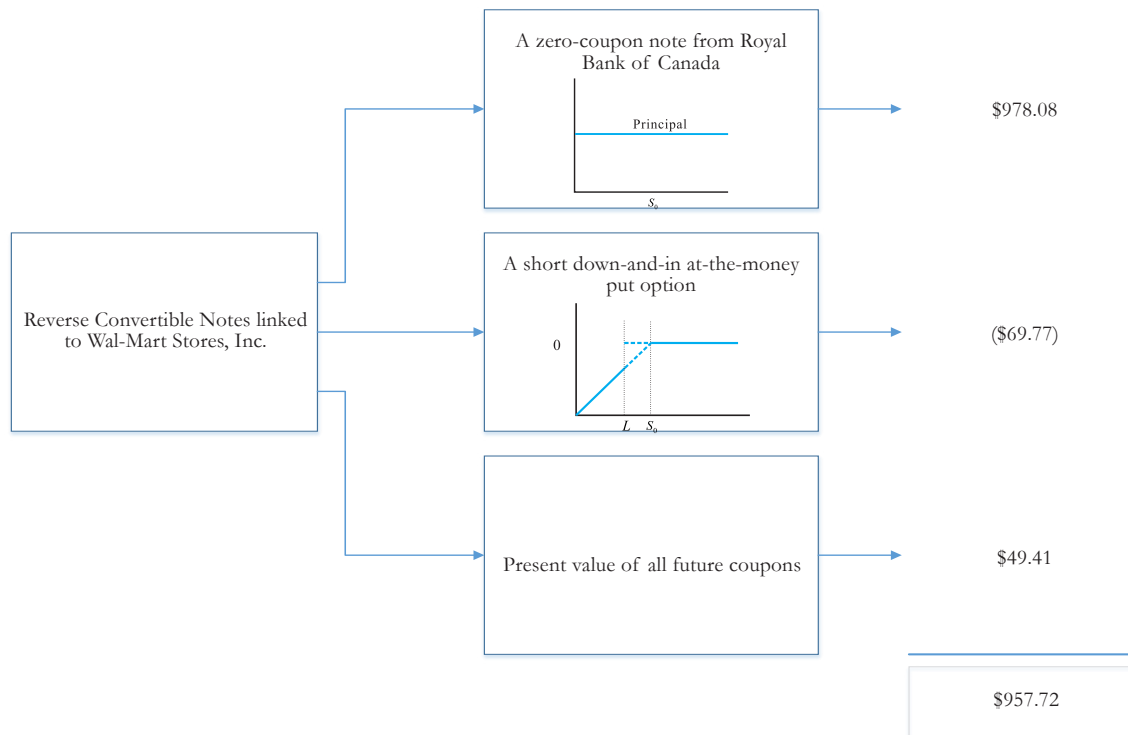 A zero-coupon note from Royal
Bank of Canada
Principal
S₀
$978.08
Reverse Convertible Notes linked
to Wal-Mart Stores, Inc.
A short down-and-in at-the-money
put option
0
L S₀
($69.77)
Present value of all future coupons
$49.41
$957.72